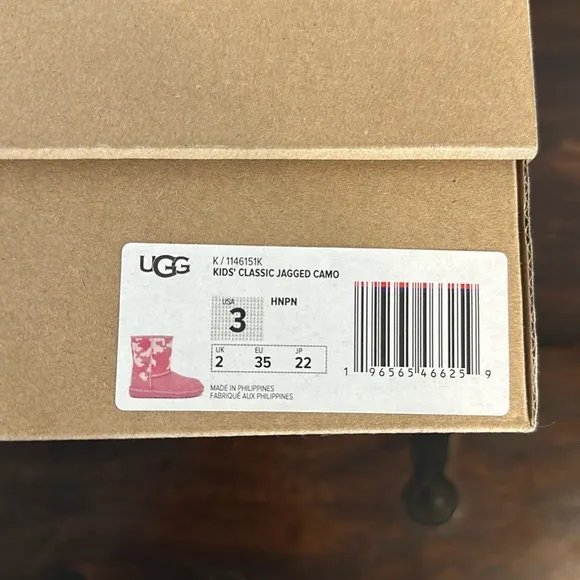 UGG
K / 1146151K
KIDS' CLASSIC JAGGED CAMO
USA
3
HNPN
UK EU JP
2 35 22
MADE IN PHILIPPINES
FABRIQUÉ AUX PHILIPPINES
1 96565 46625 9